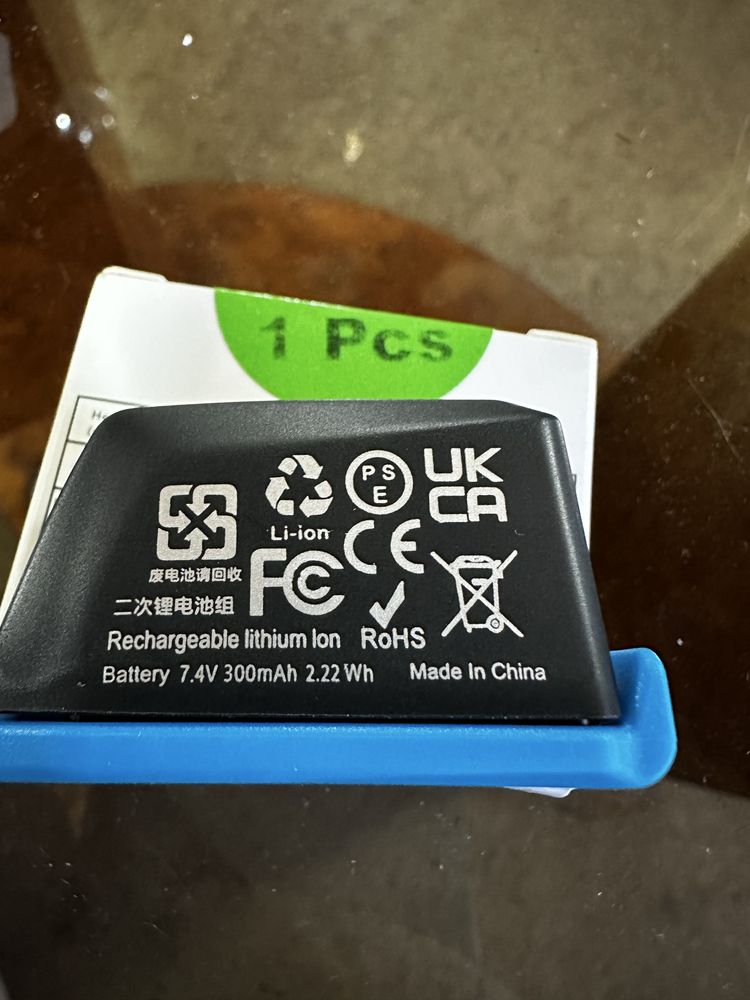 1 Pcs
PSE
UK
CA
Li-ion
CE
废电池请回收
FC
二次锂电池组
Rechargeable lithium Ion
RoHS
Battery 7.4V 300mAh 2.22 Wh
Made In China